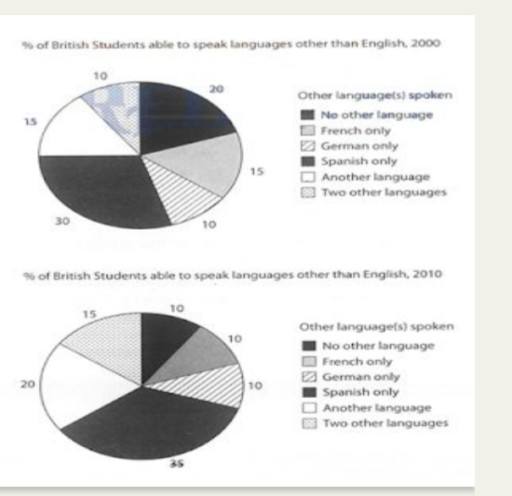 % of British Students able to speak languages other than English, 2000
10
20
15
15
30
10
Other language(s) spoken
No other language
French only
German only
Spanish only
Another language
Two other languages
% of British Students able to speak languages other than English, 2010
15
10
10
20
10
35
Other language(s) spoken
No other language
French only
German only
Spanish only
Another language
Two other languages